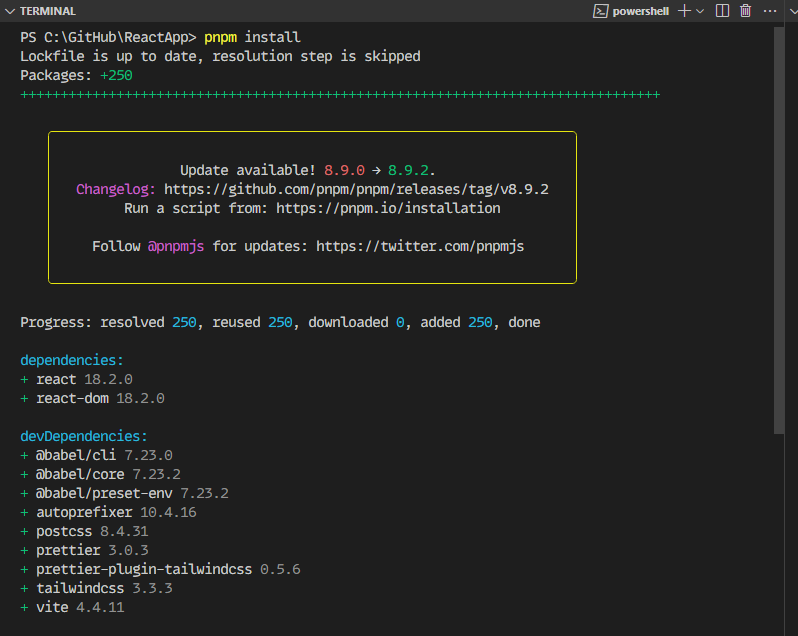 TERMINAL
powershell
PS C:\GitHub\ReactApp> pnpm install
Lockfile is up to date, resolution step is skipped
Packages: +250
++++++++++++++++++++++++++++++++++++++++++++++++++++++++++++++++++++++++++++++++
Update available! 8.9.0 → 8.9.2.
Changelog: https://github.com/pnpm/pnpm/releases/tag/v8.9.2
Run a script from: https://pnpm.io/installation
Follow @pnpmjs for updates: https://twitter.com/pnpmjs
Progress: resolved 250, reused 250, downloaded 0, added 250, done
dependencies:
+ react 18.2.0
+ react-dom 18.2.0
devDependencies:
+ @babel/cli 7.23.0
+ @babel/core 7.23.2
+ @babel/preset-env 7.23.2
+ autoprefixer 10.4.16
+ postcss 8.4.31
+ prettier 3.0.3
+ prettier-plugin-tailwindcss 0.5.6
+ tailwindcss 3.3.3
+ vite 4.4.11